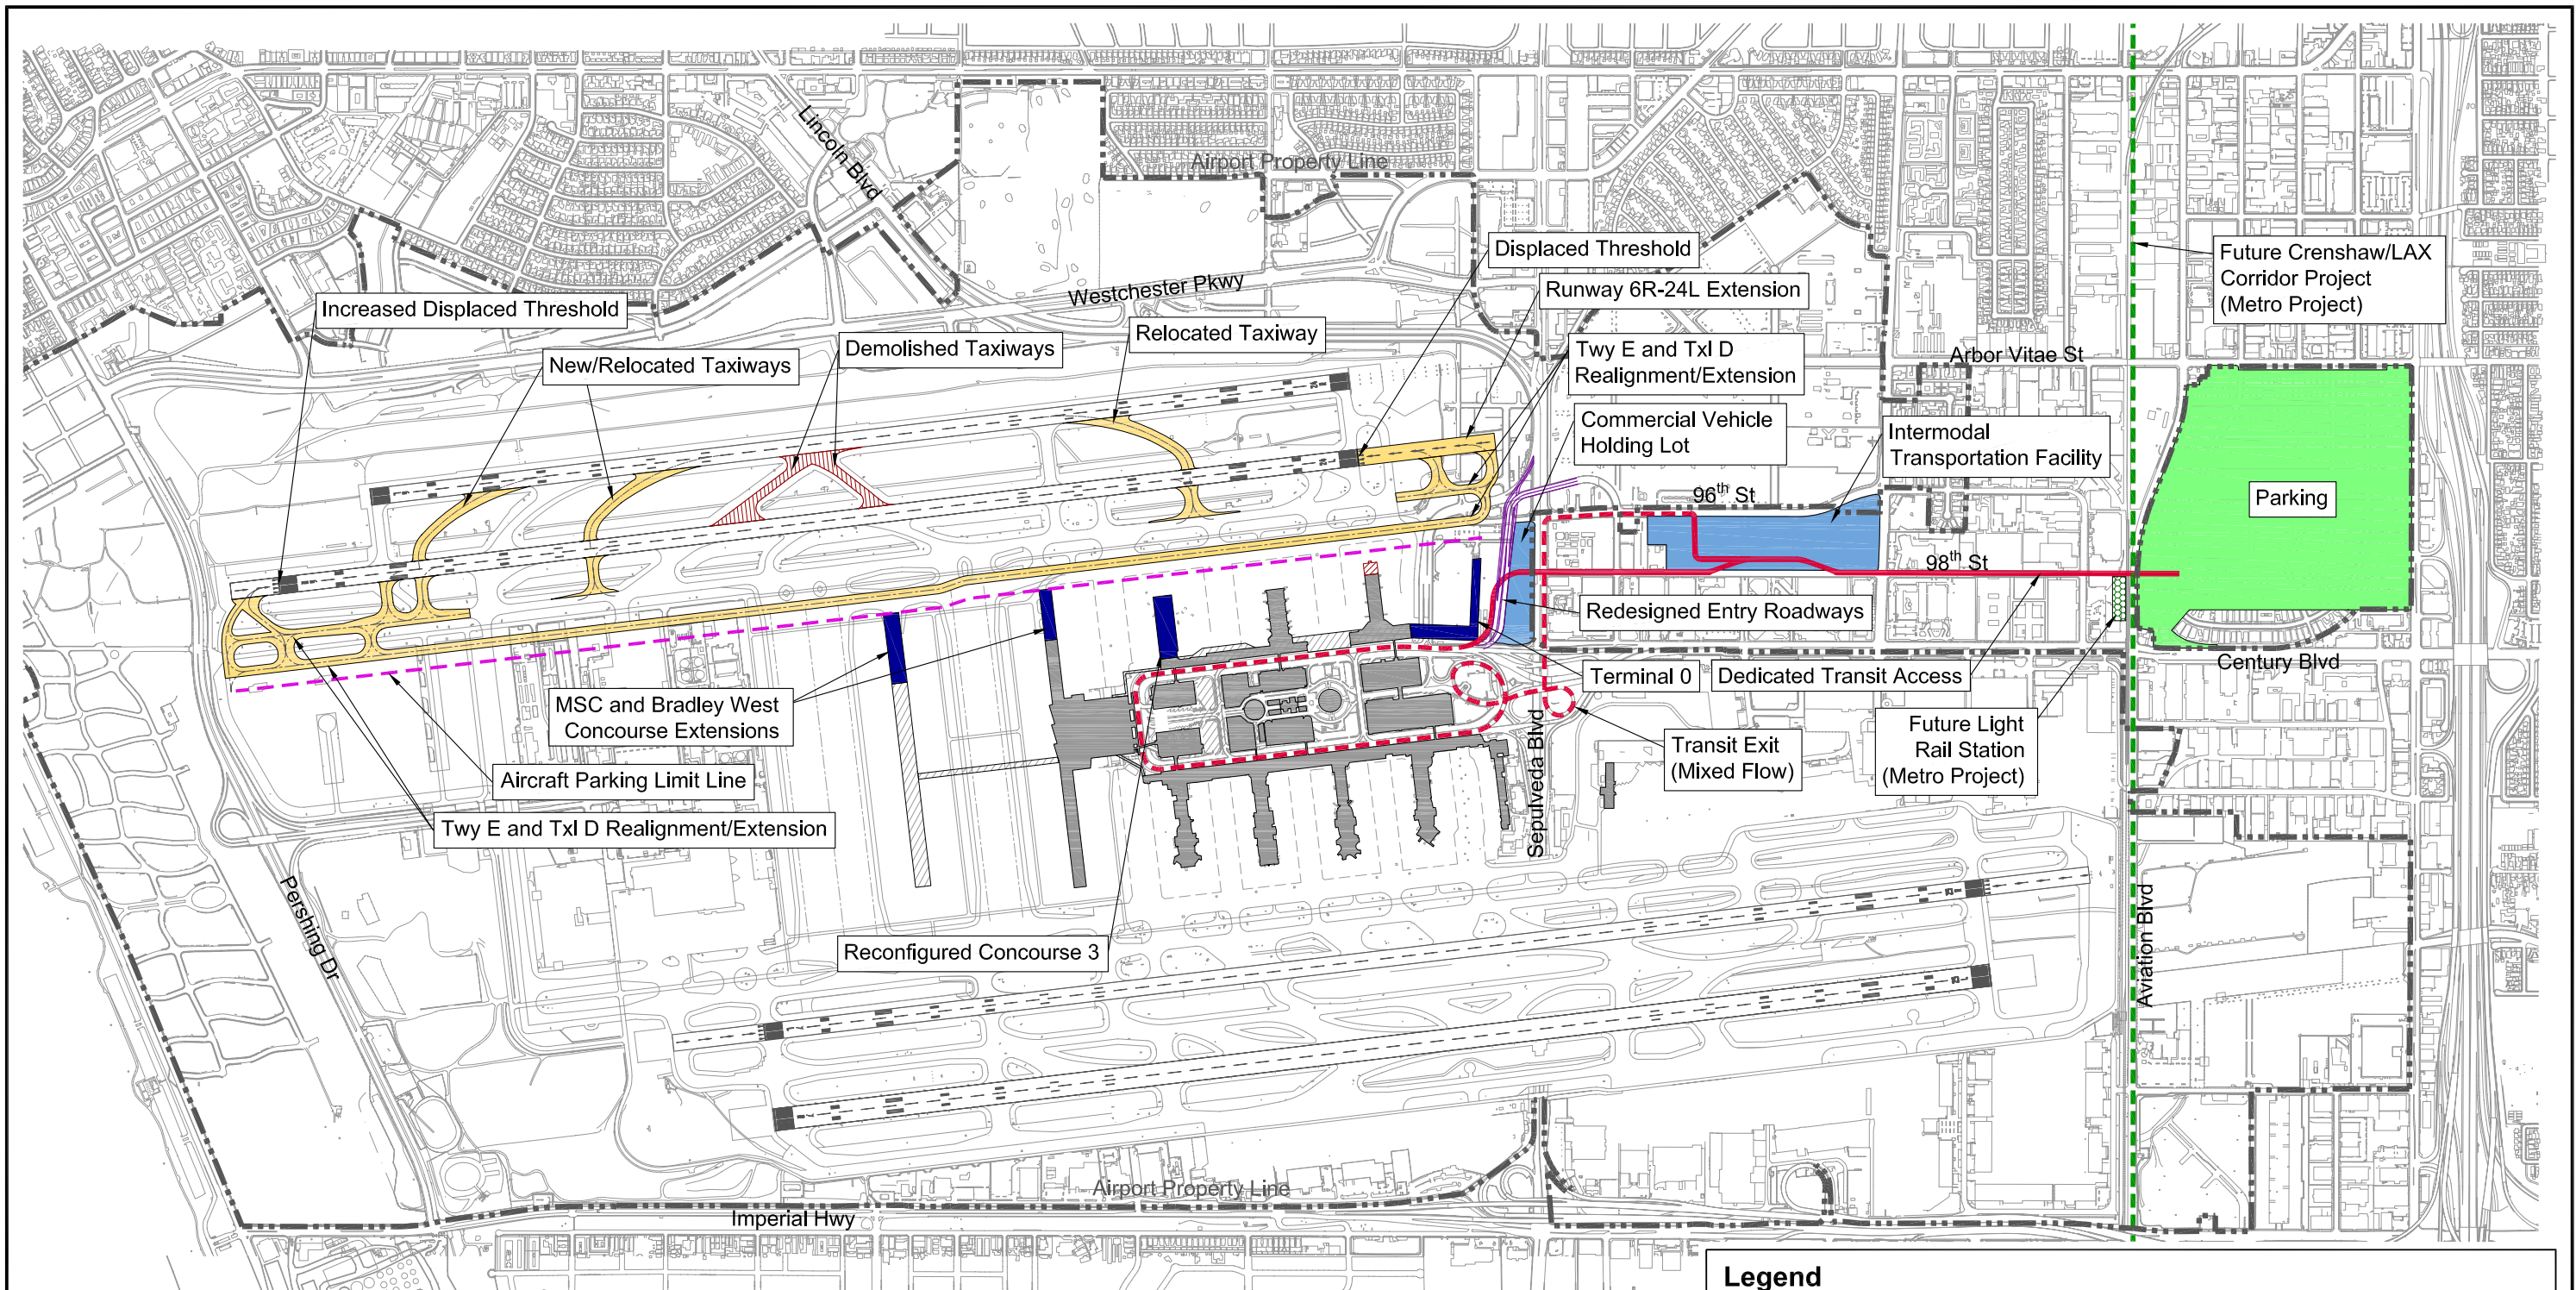 Lincoln Blvd
Airport Property Line
Westchester Pkwy
Displaced Threshold
Future Crenshaw/LAX
Corridor Project
(Metro Project)
Runway 6R-24L Extension
Increased Displaced Threshold
Relocated Taxiway
Demolished Taxiways
New/Relocated Taxiways
Twy E and Txl D
Realignment/Extension
Arbor Vitae St
Commercial Vehicle
Holding Lot
Intermodal
Transportation Facility
Parking
96th St
98th St
Redesigned Entry Roadways
Century Blvd
Terminal 0
Dedicated Transit Access
MSC and Bradley West
Concourse Extensions
Future Light
Rail Station
(Metro Project)
Transit Exit
(Mixed Flow)
Sepulveda Blvd
Aircraft Parking Limit Line
Twy E and Txl D Realignment/Extension
Pershing Dr
Reconfigured Concourse 3
Aviation Blvd
Airport Property Line
Imperial Hwy
Legend